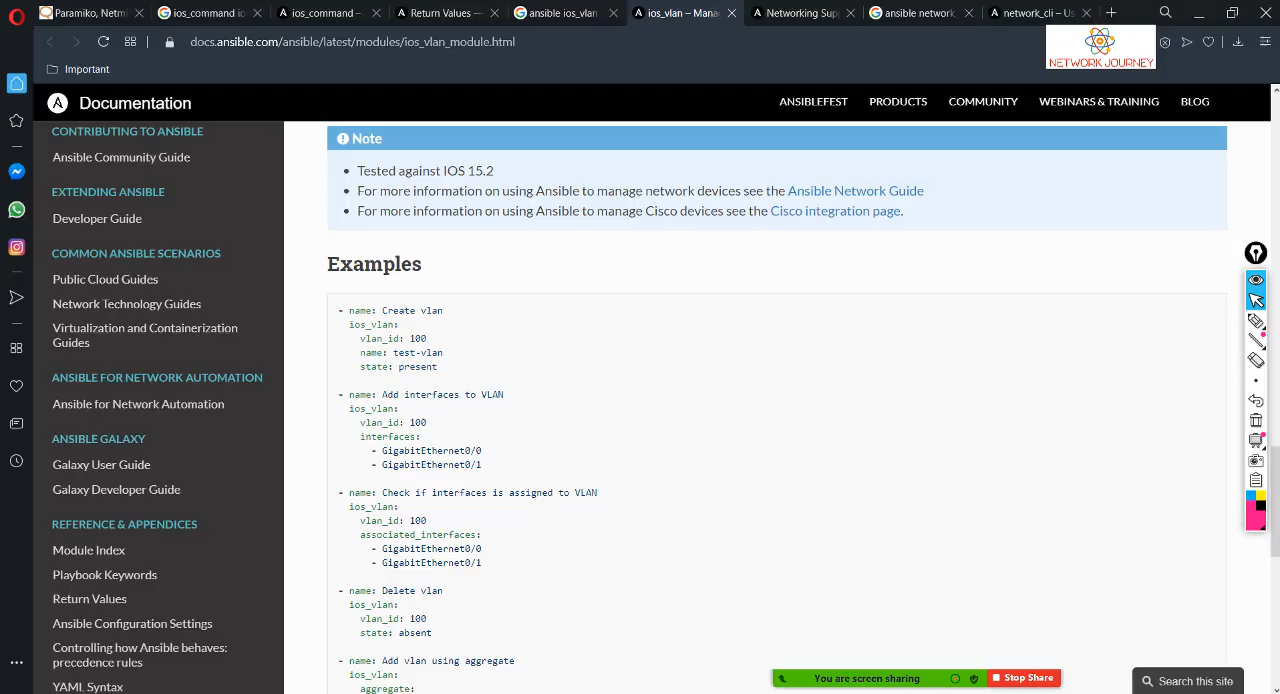 Paramiko, Netmi
ios_command io
ios_command –
Return Values —
ansible ios_vlan
ios_vlan – Mana
Networking Sup
ansible network_
network_cli – Us
docs.ansible.com/ansible/latest/modules/ios_vlan_module.html
NETWORK JOURNEY
Important
Documentation
ANSIBLEFEST PRODUCTS COMMUNITY WEBINARS & TRAINING BLOG
CONTRIBUTING TO ANSIBLE
Ansible Community Guide
EXTENDING ANSIBLE
Developer Guide
COMMON ANSIBLE SCENARIOS
Public Cloud Guides
Network Technology Guides
Virtualization and Containerization
Guides
ANSIBLE FOR NETWORK AUTOMATION
Ansible for Network Automation
ANSIBLE GALAXY
Galaxy User Guide
Galaxy Developer Guide
REFERENCE & APPENDICES
Module Index
Playbook Keywords
Return Values
Ansible Configuration Settings
Controlling how Ansible behaves:
precedence rules
YAML Syntax
Note
Tested against IOS 15.2
For more information on using Ansible to manage network devices see the Ansible Network Guide
For more information on using Ansible to manage Cisco devices see the Cisco integration page.
Examples
- name: Create vlan
ios_vlan:
vlan_id: 100
name: test-vlan
state: present
- name: Add interfaces to VLAN
ios_vlan:
vlan_id: 100
interfaces:
- GigabitEthernet0/0
- GigabitEthernet0/1
- name: Check if interfaces is assigned to VLAN
ios_vlan:
vlan_id: 100
associated_interfaces:
- GigabitEthernet0/0
- GigabitEthernet0/1
- name: Delete vlan
ios_vlan:
vlan_id: 100
state: absent
- name: Add vlan using aggregate
ios_vlan:
aggregate:
You are screen sharing
Stop Share
Search this site